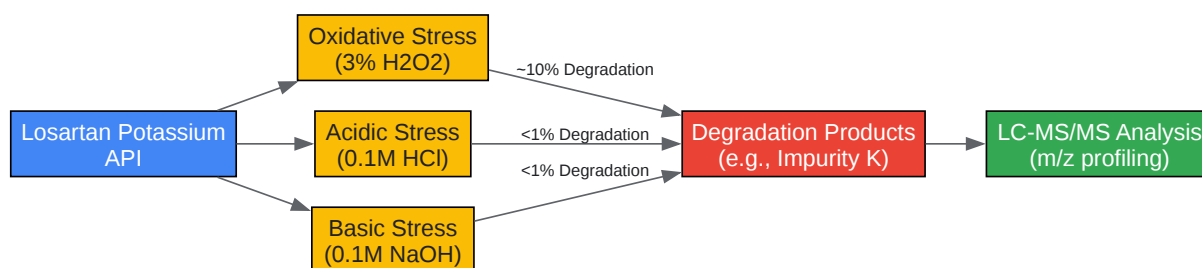 Losartan Potassium
API
Oxidative Stress
(3% H2O2)
Acidic Stress
(0.1M HCl)
Basic Stress
(0.1M NaOH)
~10% Degradation
<1% Degradation
<1% Degradation
Degradation Products
(e.g., Impurity K)
LC-MS/MS Analysis
(m/z profiling)